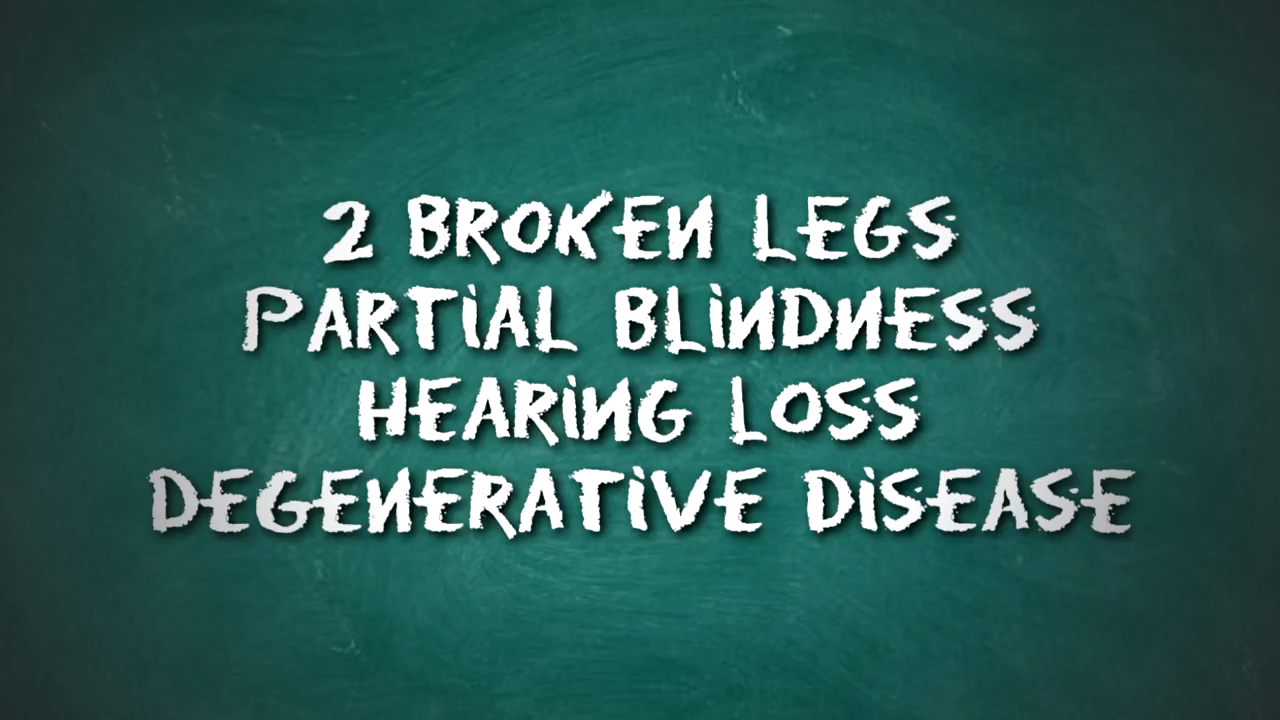 2 BROKEN LEGS
PARTIAL BLINDNESS
HEARING LOSS
DEGENERATIVE DISEASE